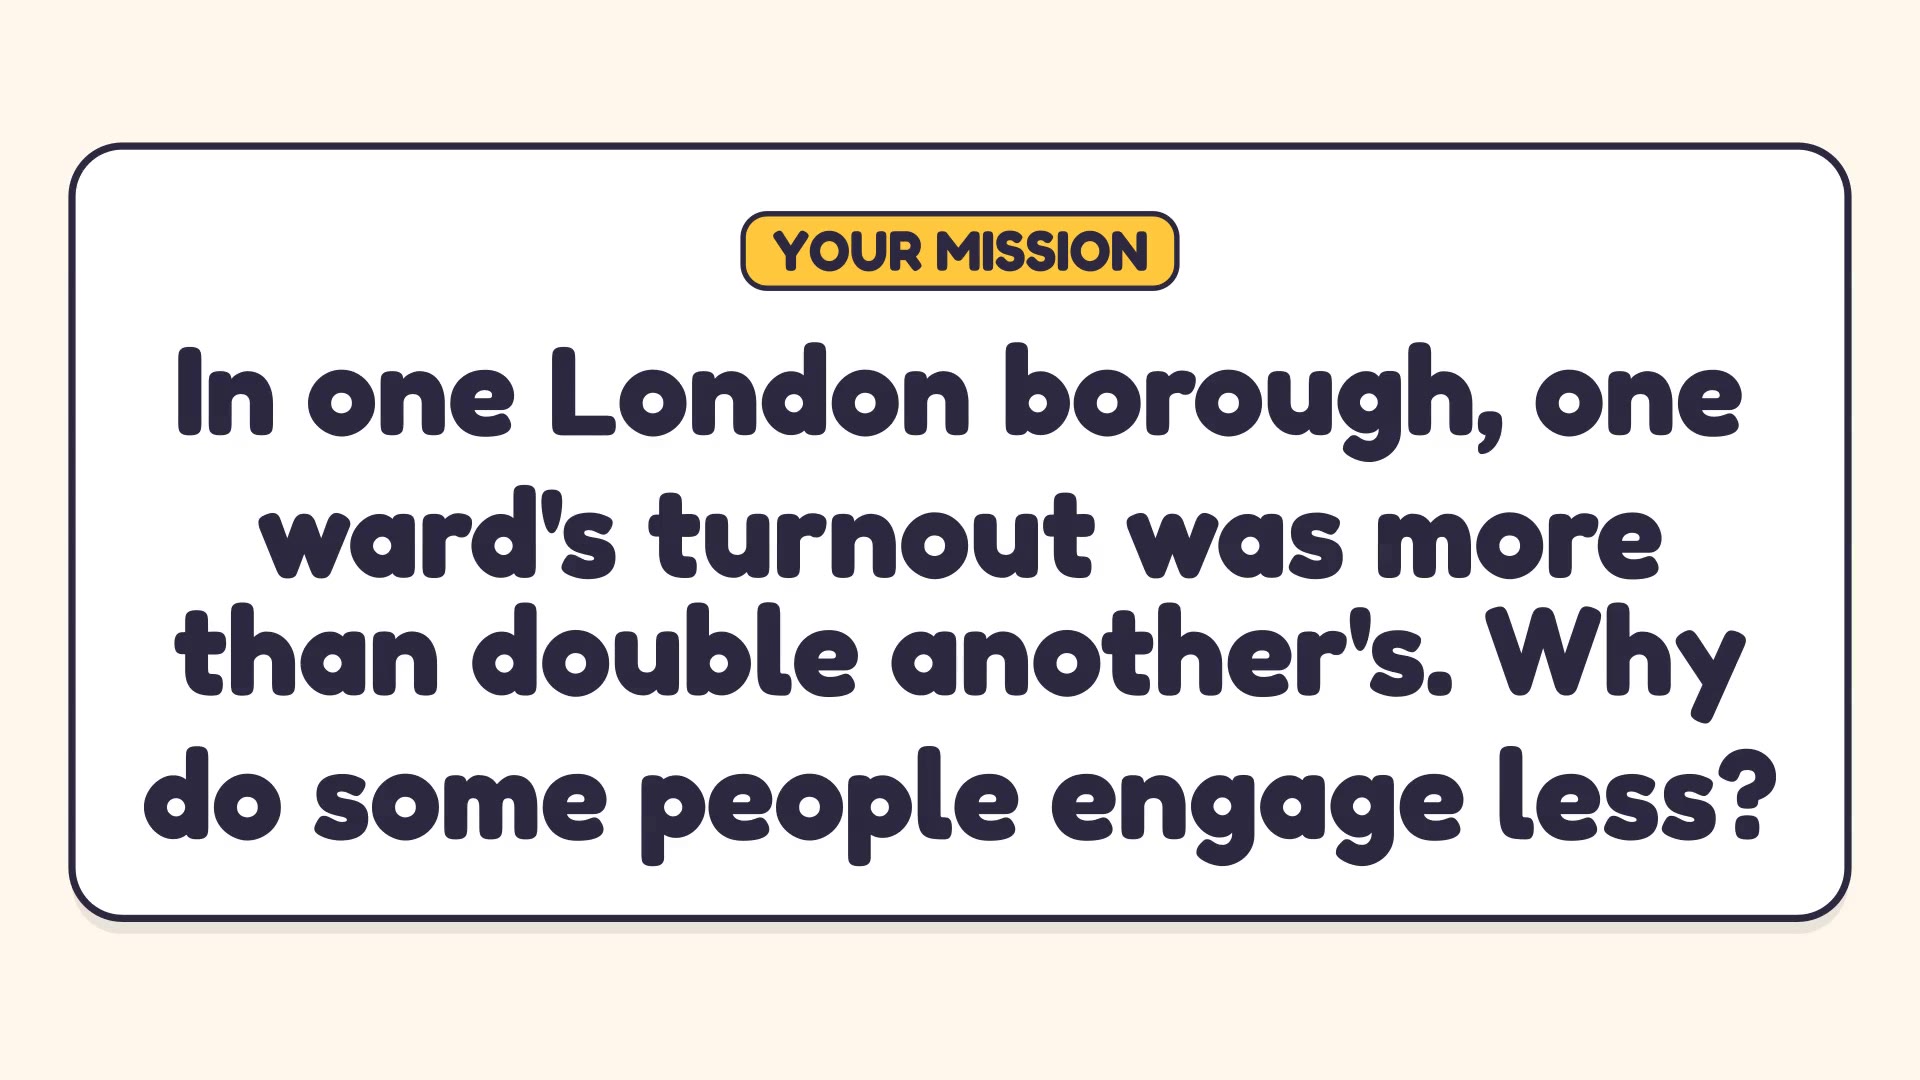 YOUR MISSION
In one London borough, one
ward's turnout was more
than double another's. Why
do some people engage less?